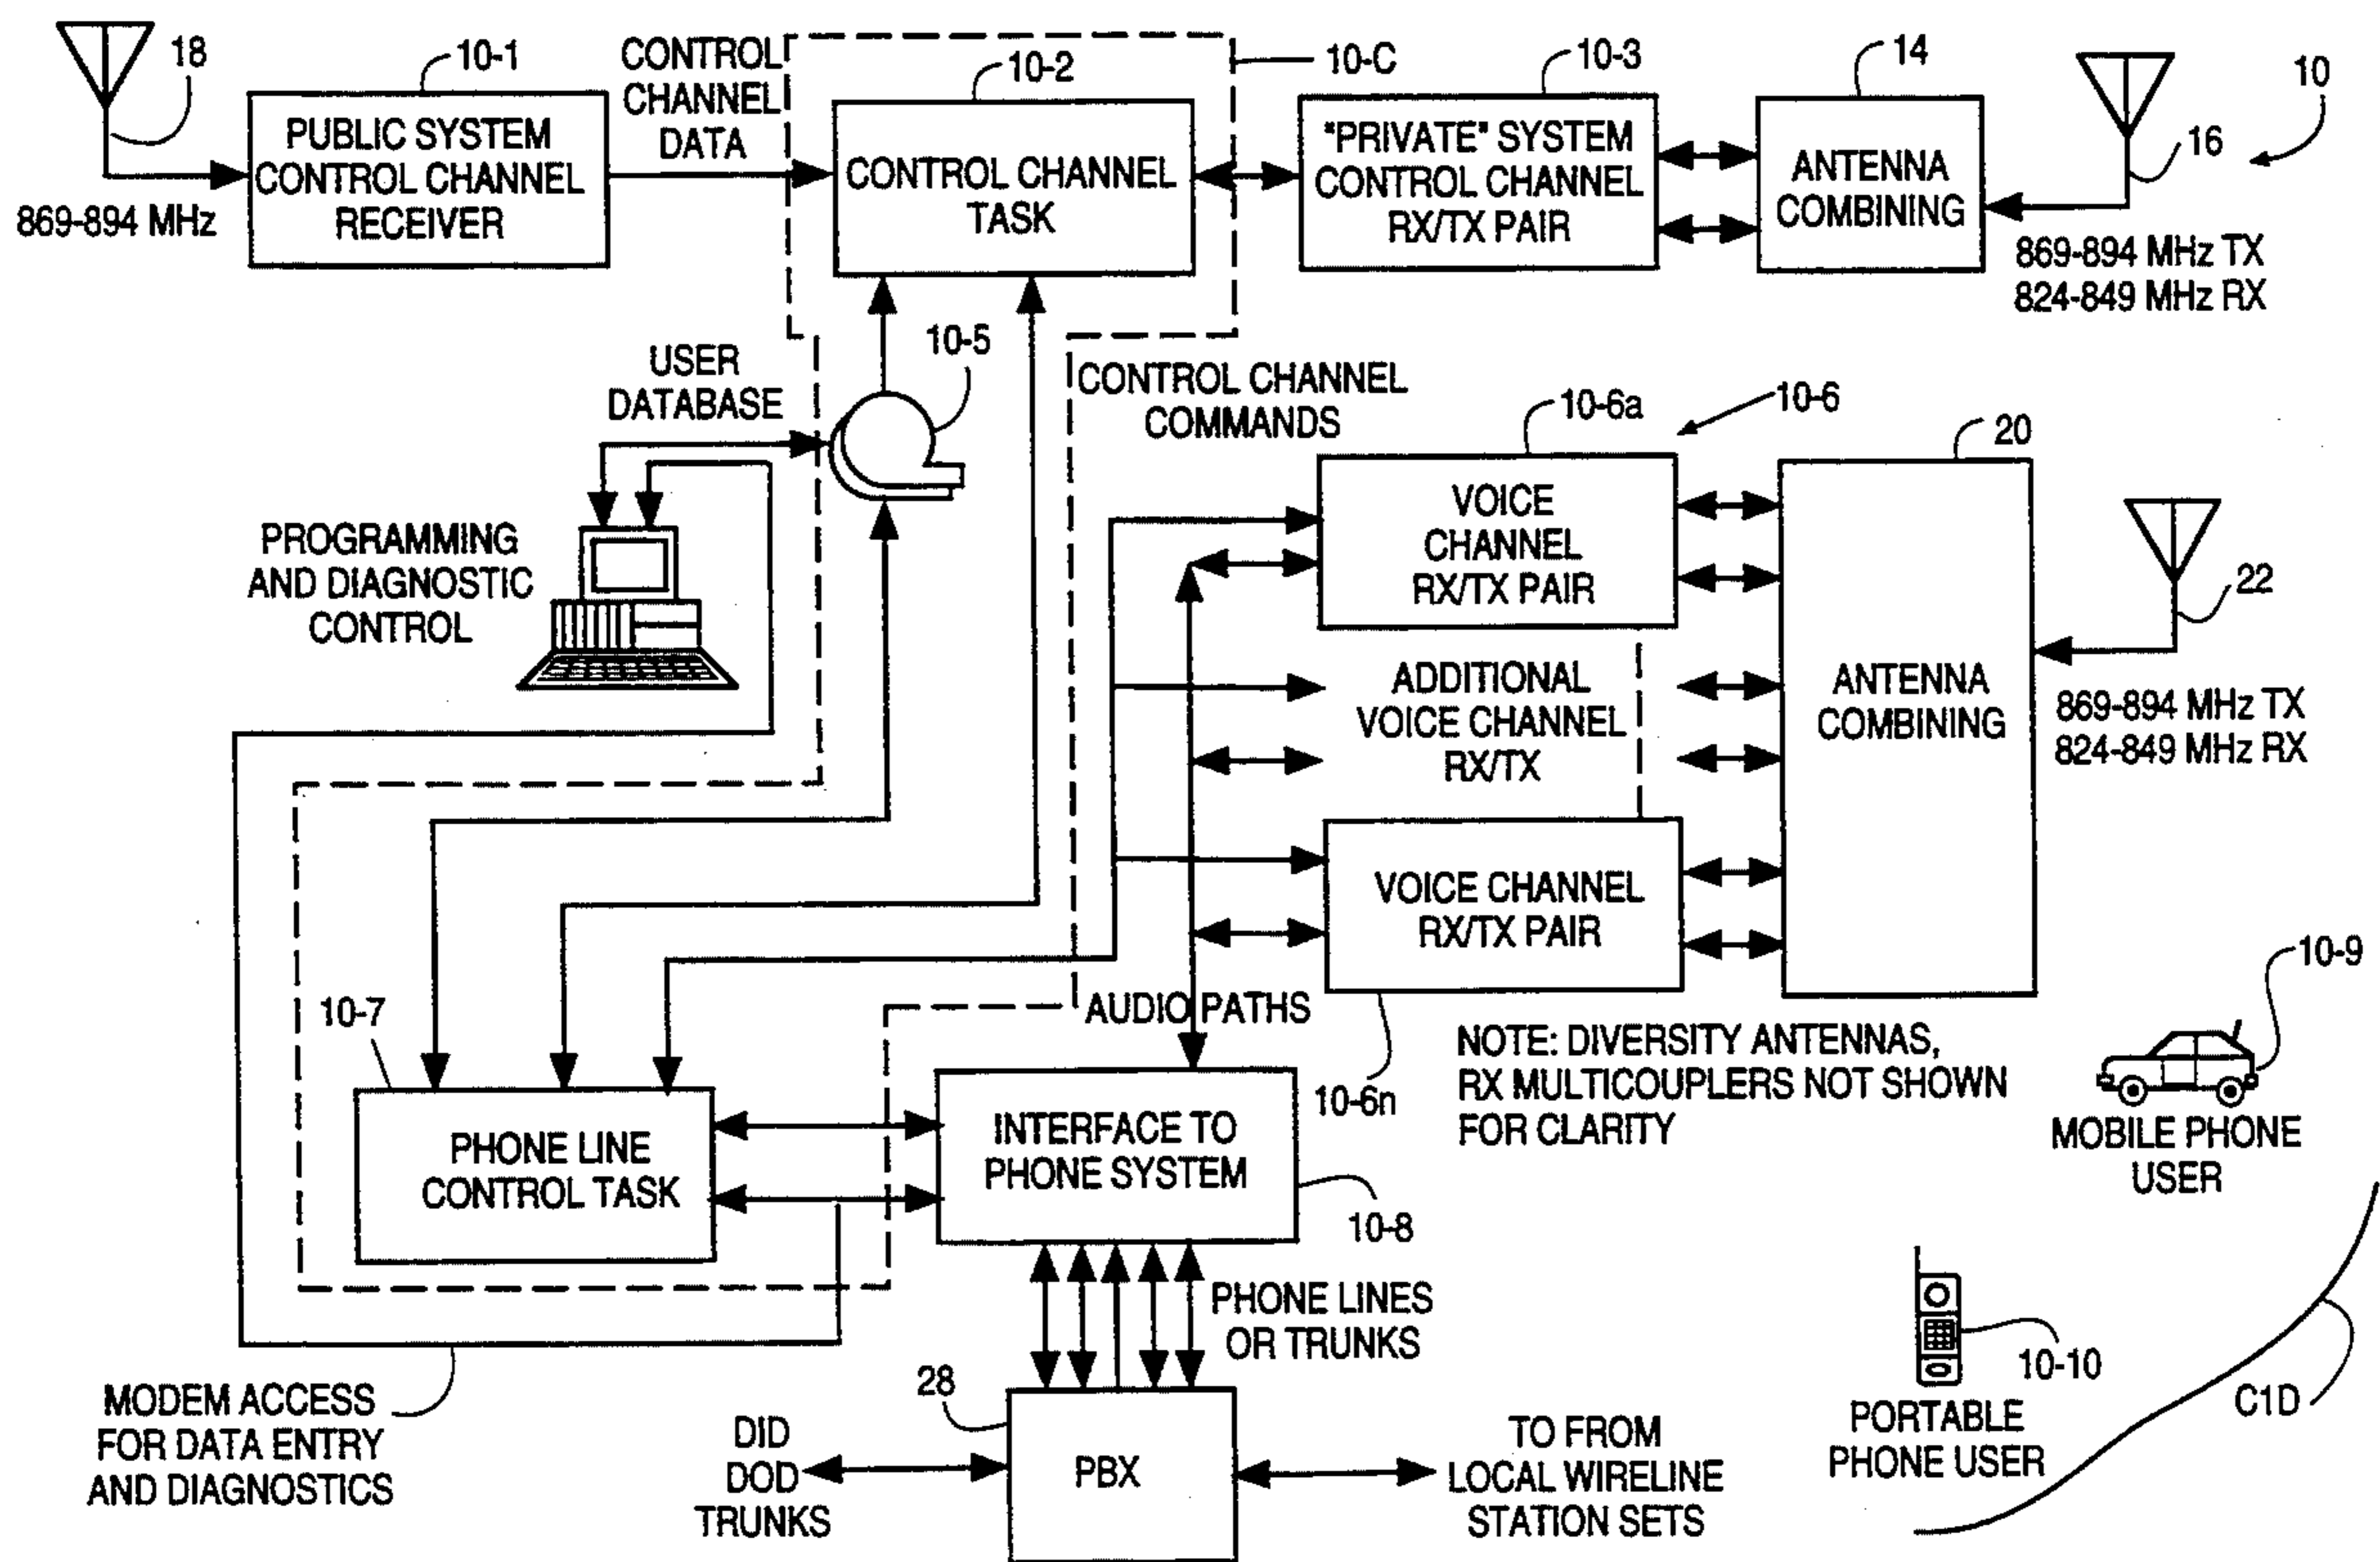 18
10-1
CONTROL
CHANNEL
DATA
10-2
10-C
10-3
14
10
PUBLIC SYSTEM
CONTROL CHANNEL
RECEIVER
869-894 MHz
CONTROL CHANNEL
TASK
"PRIVATE" SYSTEM
CONTROL CHANNEL
RX/TX PAIR
ANTENNA
COMBINING
16
869-894 MHz TX
824-849 MHz RX
USER
DATABASE
10-5
CONTROL CHANNEL
COMMANDS
10-6a
10-6
20
PROGRAMMING
AND DIAGNOSTIC
CONTROL
VOICE
CHANNEL
RX/TX PAIR
22
ADDITIONAL
VOICE CHANNEL
RX/TX
ANTENNA
COMBINING
869-894 MHz TX
824-849 MHz RX
VOICE CHANNEL
RX/TX PAIR
10-9
10-7
AUDIO PATHS
10-6n
NOTE: DIVERSITY ANTENNAS,
RX MULTICOUPLERS NOT SHOWN
FOR CLARITY
MOBILE PHONE
USER
PHONE LINE
CONTROL TASK
INTERFACE TO
PHONE SYSTEM
10-8
PHONE LINES
OR TRUNKS
10-10
C1D
PORTABLE
PHONE USER
MODEM ACCESS
FOR DATA ENTRY
AND DIAGNOSTICS
28
DID
DOD
TRUNKS
PBX
TO FROM
LOCAL WIRELINE
STATION SETS